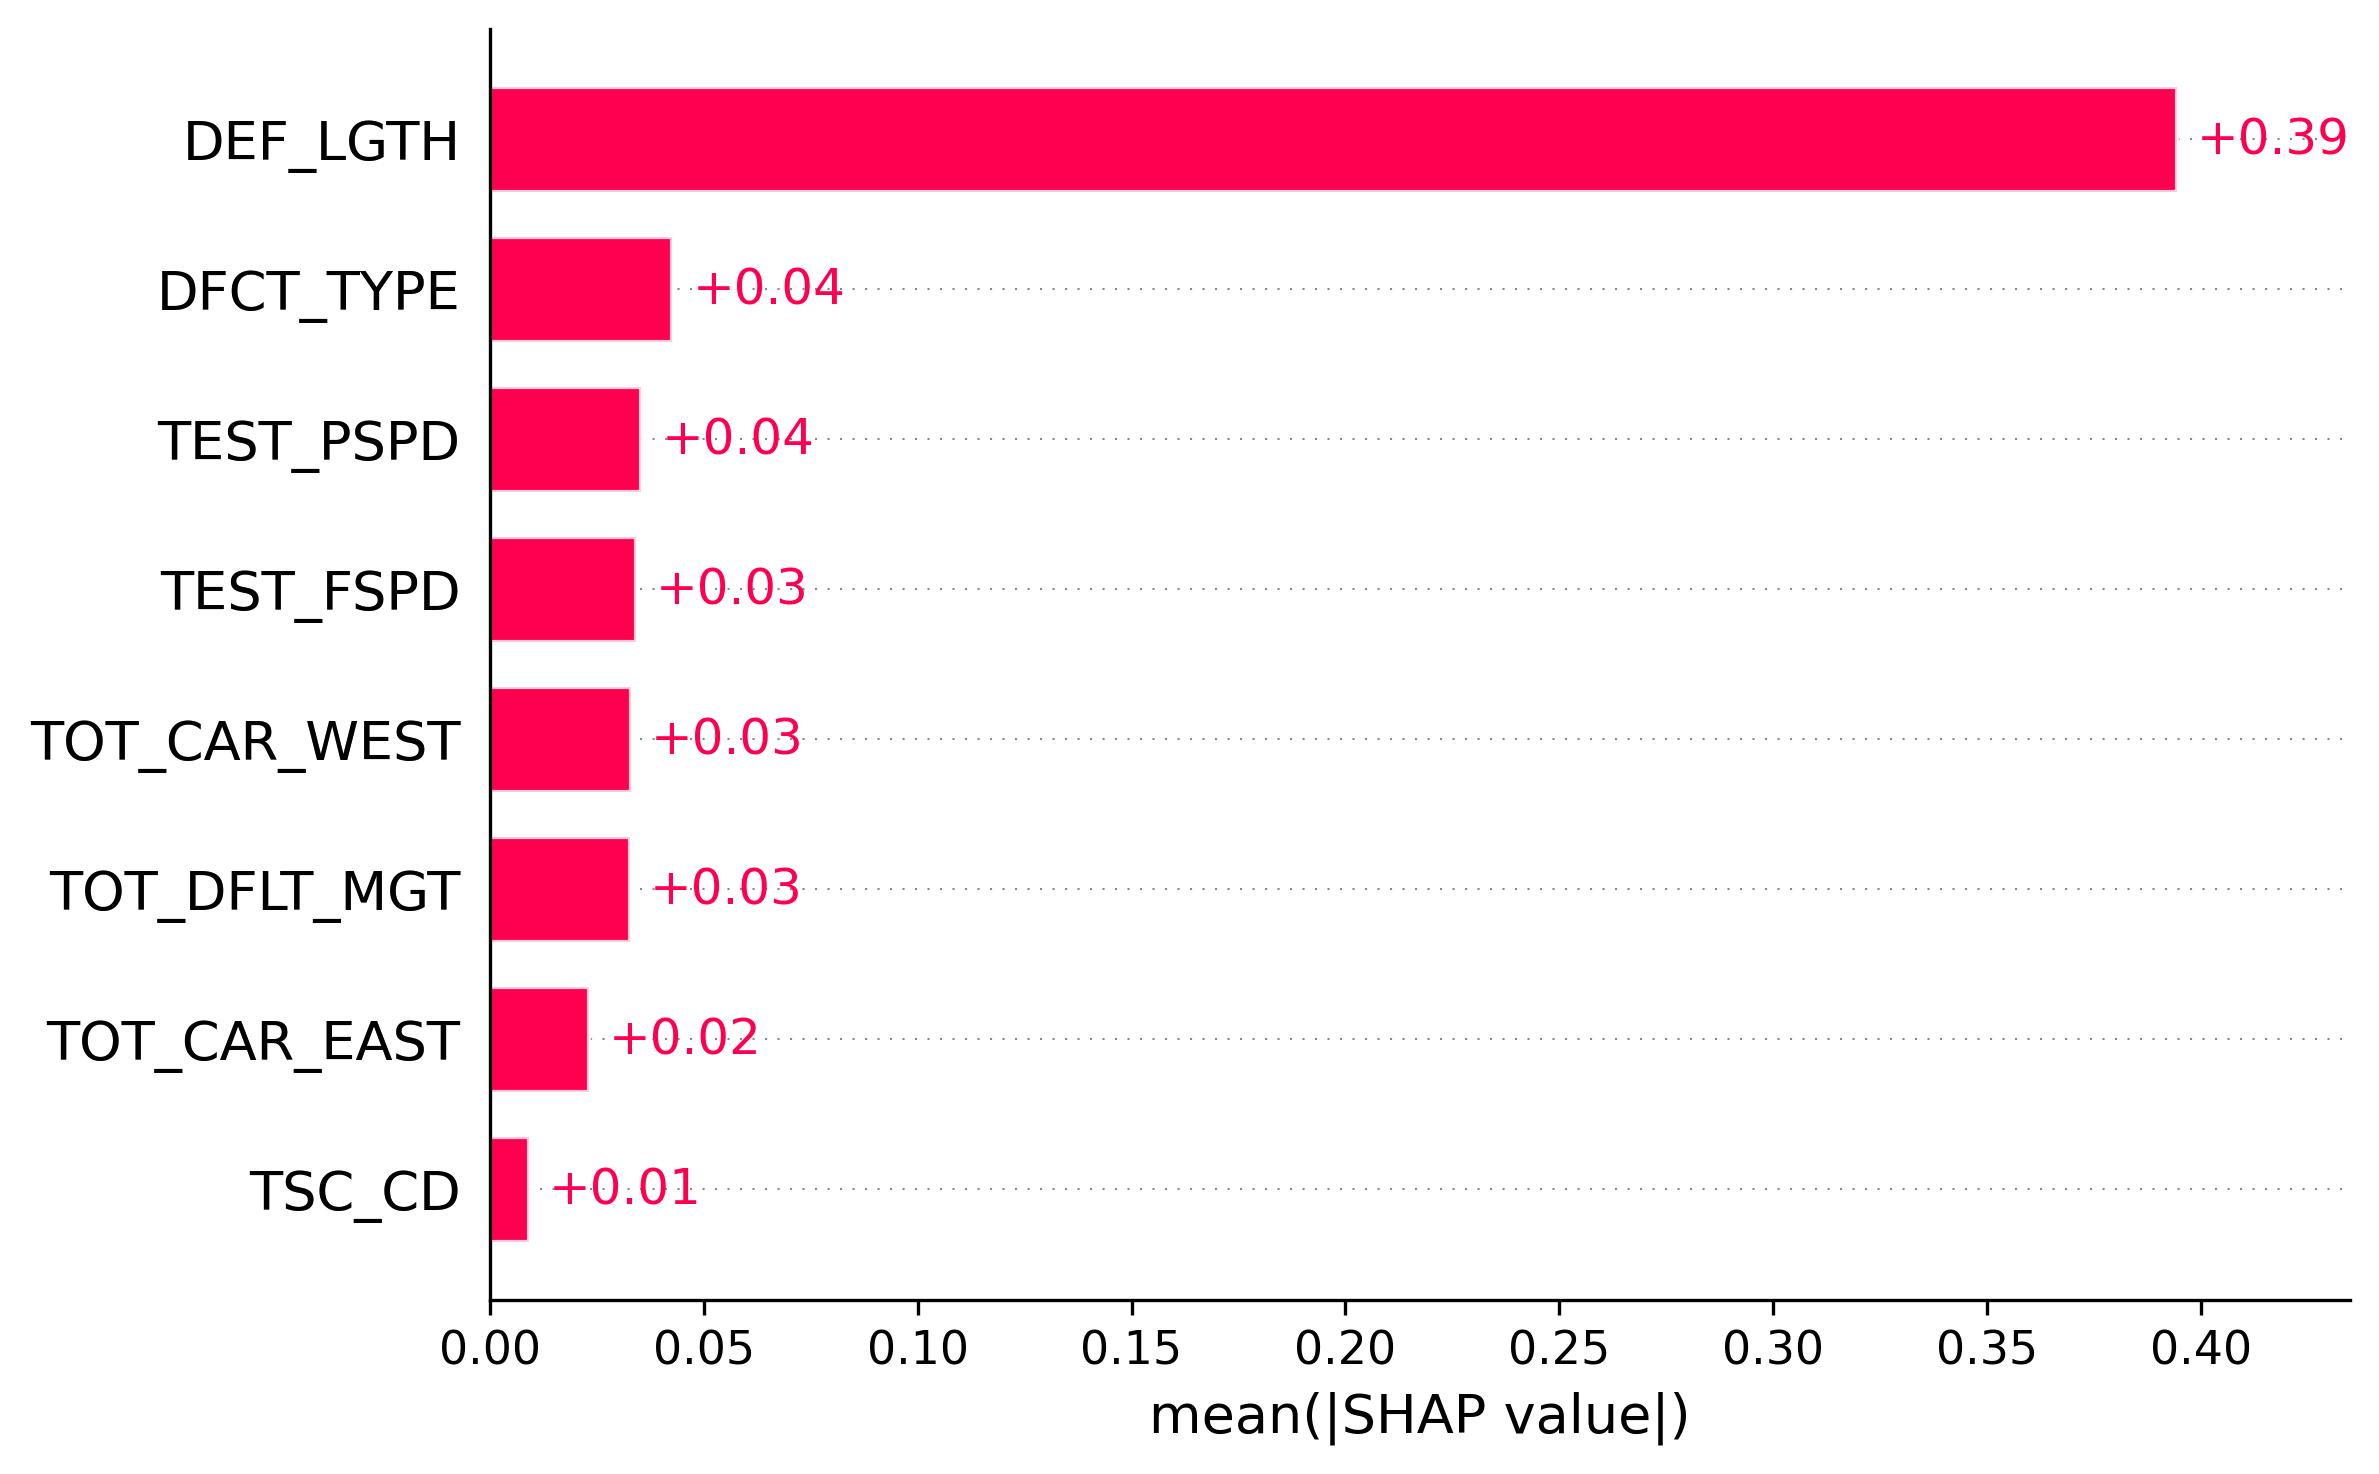 DEF_LGTH +0.39
DFCT_TYPE +0.04
TEST_PSPD +0.04
TEST_FSPD +0.03
TOT_CAR_WEST +0.03
TOT_DFLT_MGT +0.03
TOT_CAR_EAST +0.02
TSC_CD +0.01
0.00 0.05 0.10 0.15 0.20 0.25 0.30 0.35 0.40
mean(|SHAP value|)